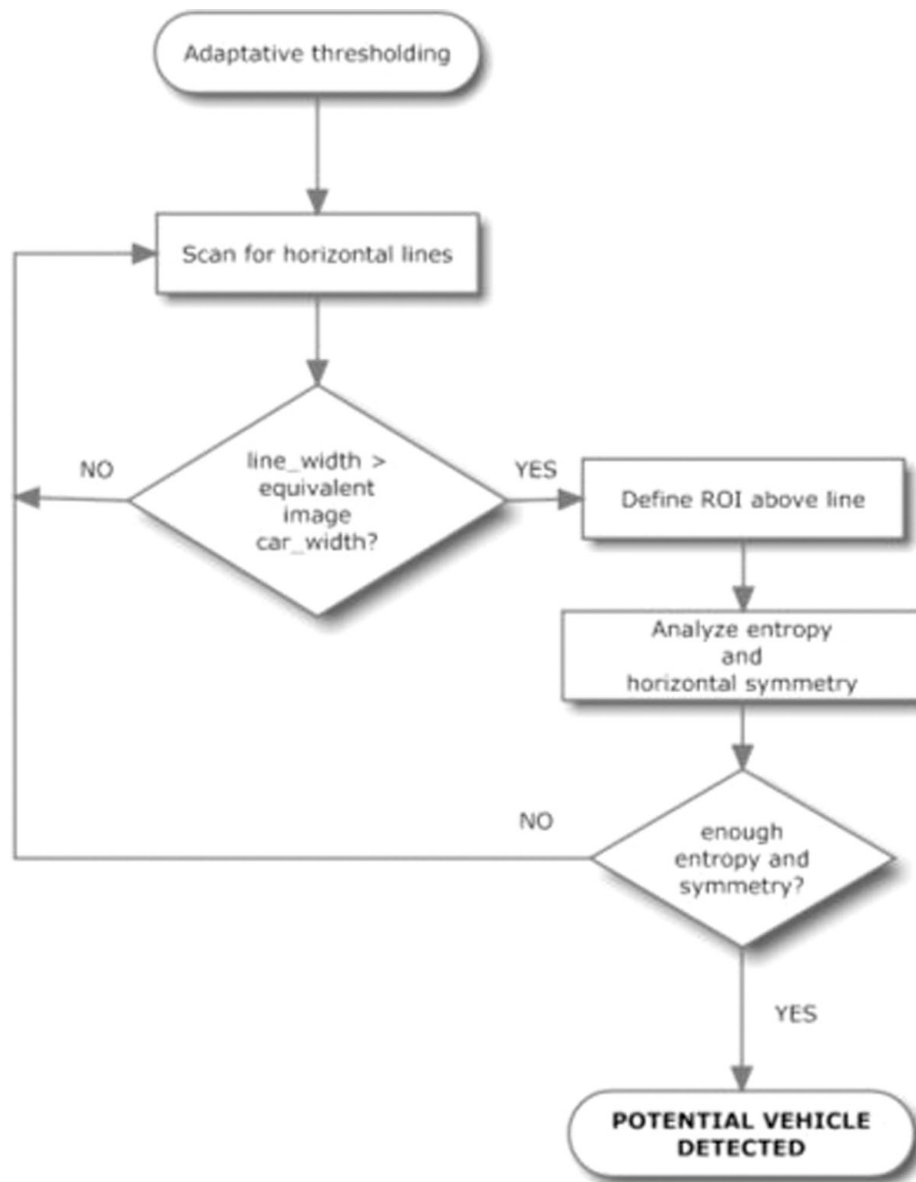 Adaptative thresholding
Scan for horizontal lines
NO
line_width >
equivalent
image
car_width?
YES
Define ROI above line
Analyze entropy
and
horizontal symmetry
NO
enough
entropy and
symmetry?
YES
POTENTIAL VEHICLE
DETECTED